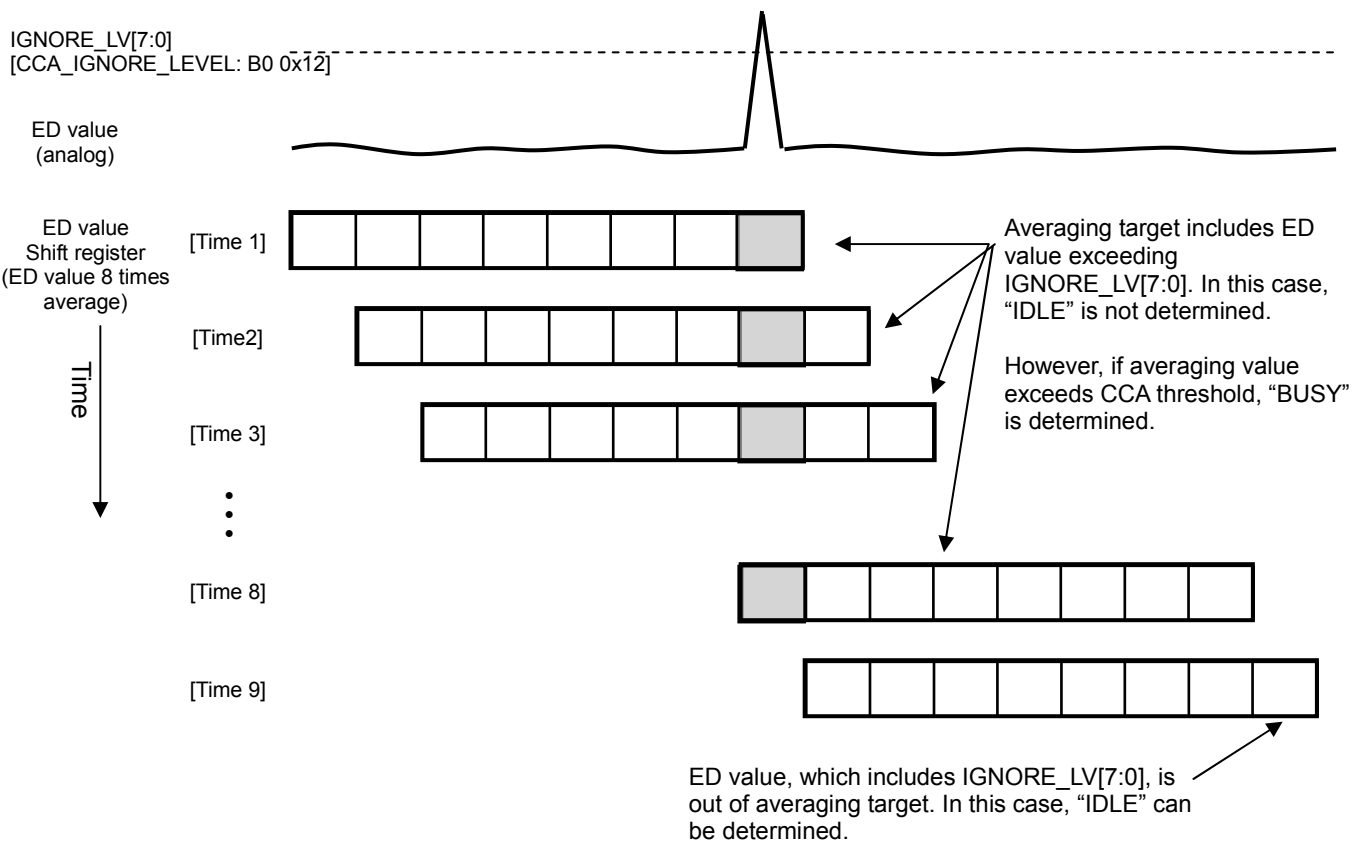 IGNORE_LV[7:0]
[CCA_IGNORE_LEVEL: B0 0x12]
ED value
(analog)
ED value
Shift register
(ED value 8 times
average)
Time
[Time 1]
[Time2]
[Time 3]
[Time 8]
[Time 9]
Averaging target includes ED
value exceeding
IGNORE_LV[7:0]. In this case,
“IDLE” is not determined.
However, if averaging value
exceeds CCA threshold, “BUSY”
is determined.
ED value, which includes IGNORE_LV[7:0], is
out of averaging target. In this case, “IDLE” can
be determined.